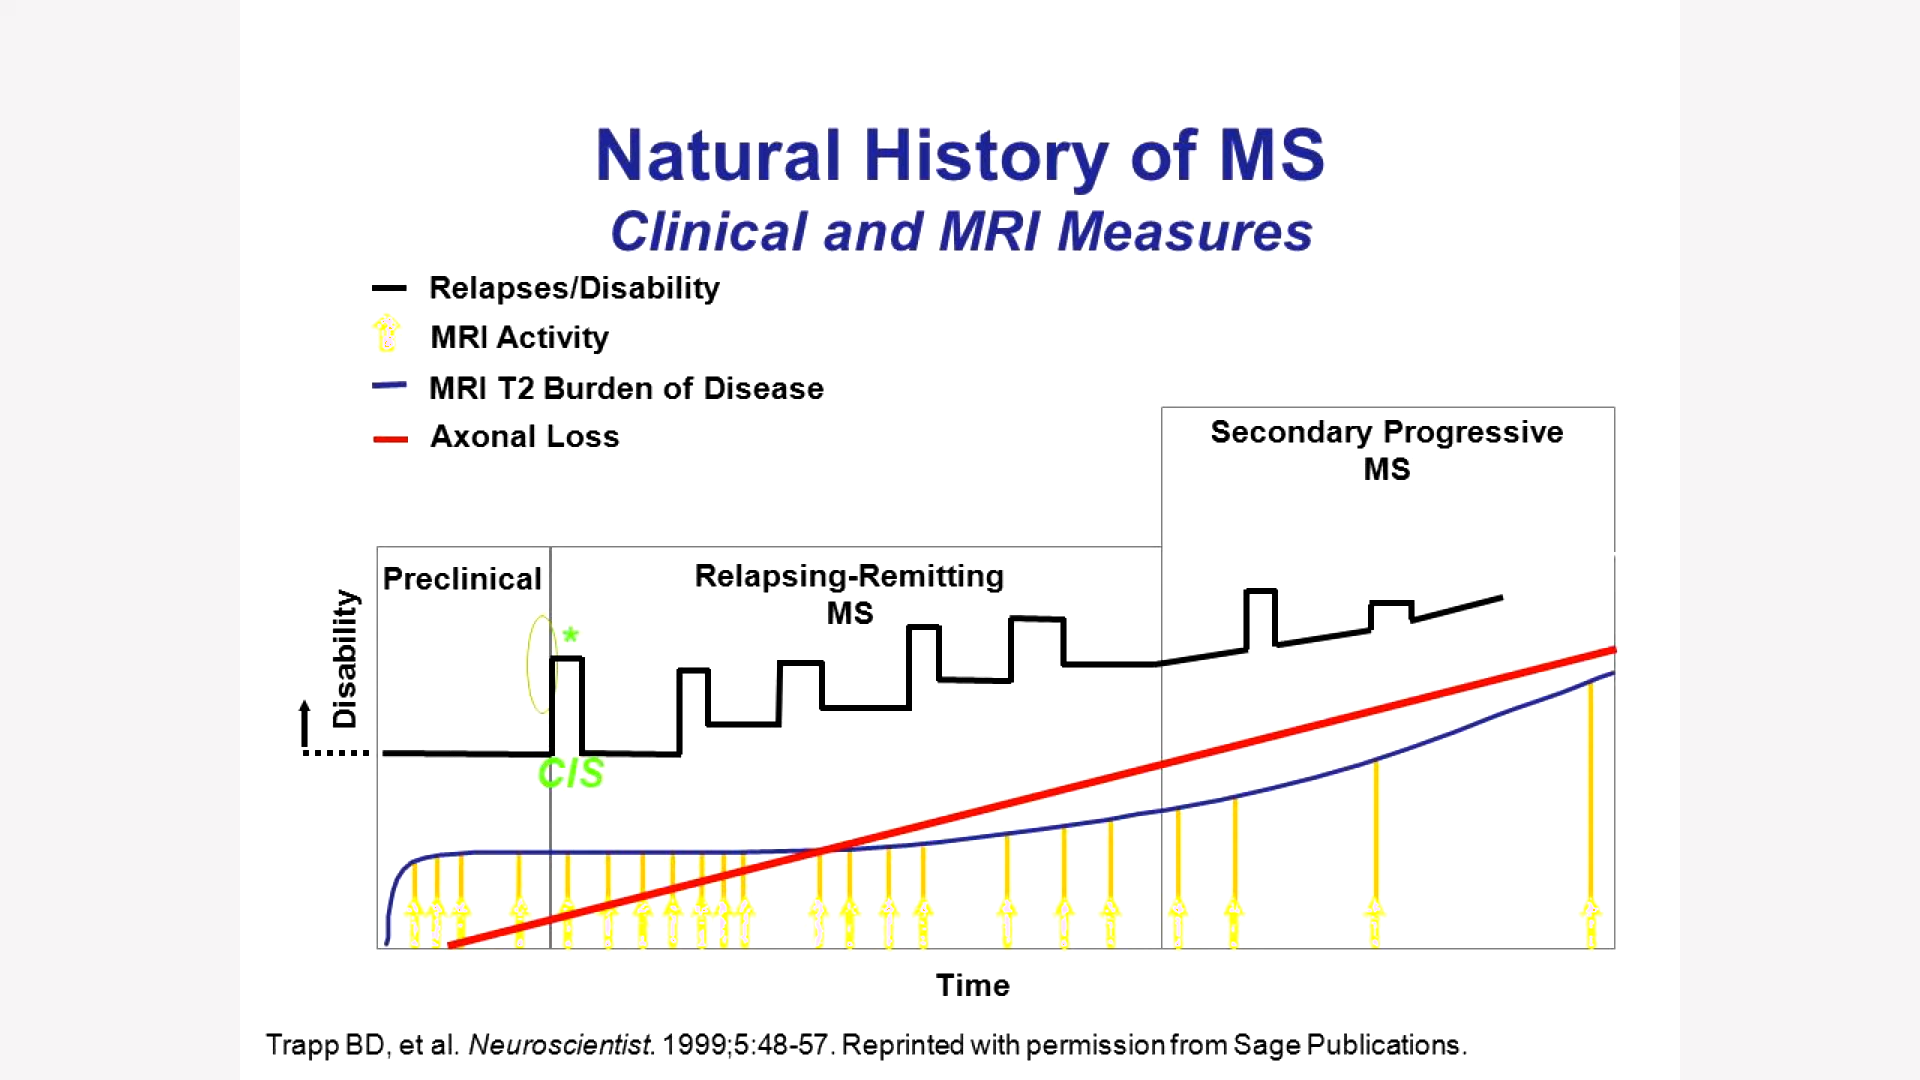 Natural History of MS
Clinical and MRI Measures
Relapses/Disability
MRI Activity
MRI T2 Burden of Disease
Axonal Loss
Secondary Progressive
MS
Preclinical
Relapsing-Remitting
MS
Disability
*
CIS
Time
Trapp BD, et al. Neuroscientist. 1999;5:48-57. Reprinted with permission from Sage Publications.